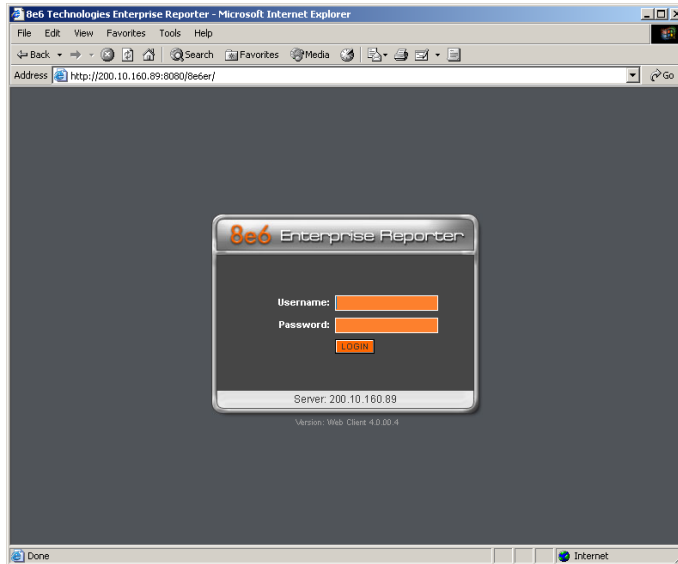 8e6 Technologies Enterprise Reporter - Microsoft Internet Explorer
File Edit View Favorites Tools Help
Back Search Favorites Media
Address http://200.10.160.89:8080/8e6er/ Go
8e6 Enterprise Reporter
Username:
Password:
LOGIN
Server: 200.10.160.89
Version: Web Client 4.0.00.4
Done Internet